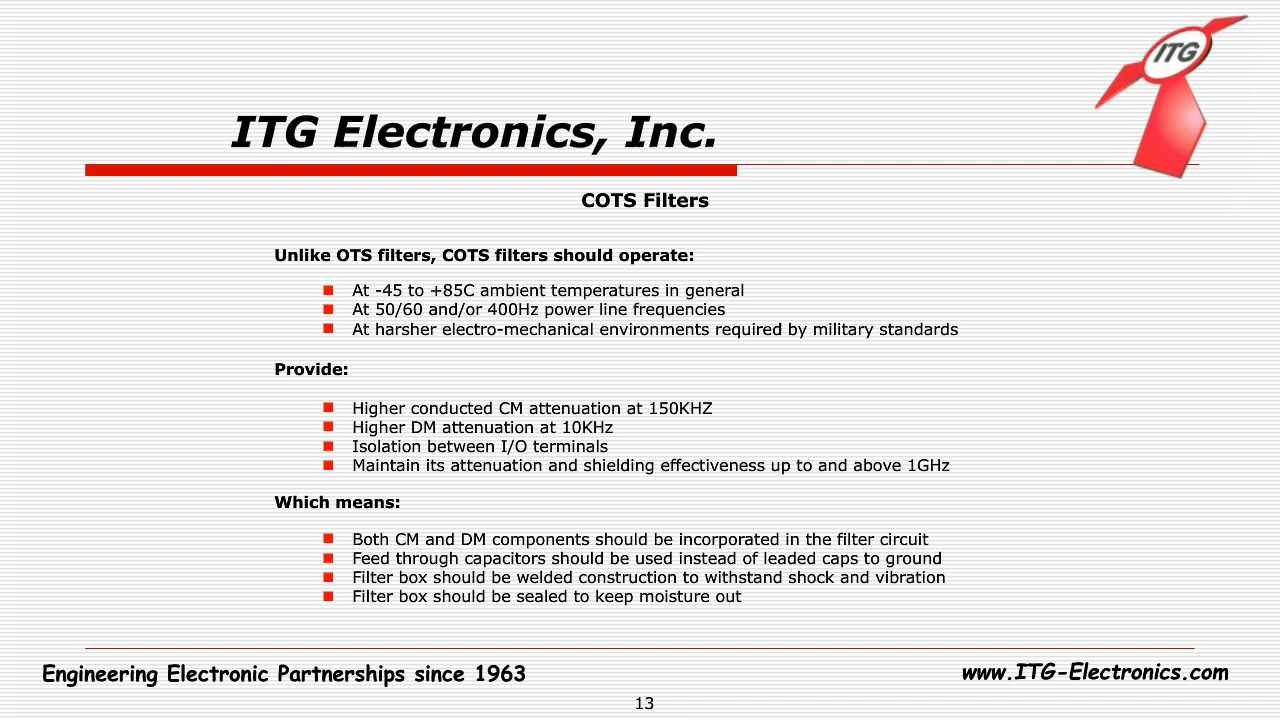 ITG
ITG Electronics, Inc.
COTS Filters
Unlike OTS filters, COTS filters should operate:
At -45 to +85C ambient temperatures in general
At 50/60 and/or 400Hz power line frequencies
At harsher electro-mechanical environments required by military standards
Provide:
Higher conducted CM attenuation at 150KHZ
Higher DM attenuation at 10KHz
Isolation between I/O terminals
Maintain its attenuation and shielding effectiveness up to and above 1GHz
Which means:
Both CM and DM components should be incorporated in the filter circuit
Feed through capacitors should be used instead of leaded caps to ground
Filter box should be welded construction to withstand shock and vibration
Filter box should be sealed to keep moisture out
Engineering Electronic Partnerships since 1963
www.ITG-Electronics.com
13